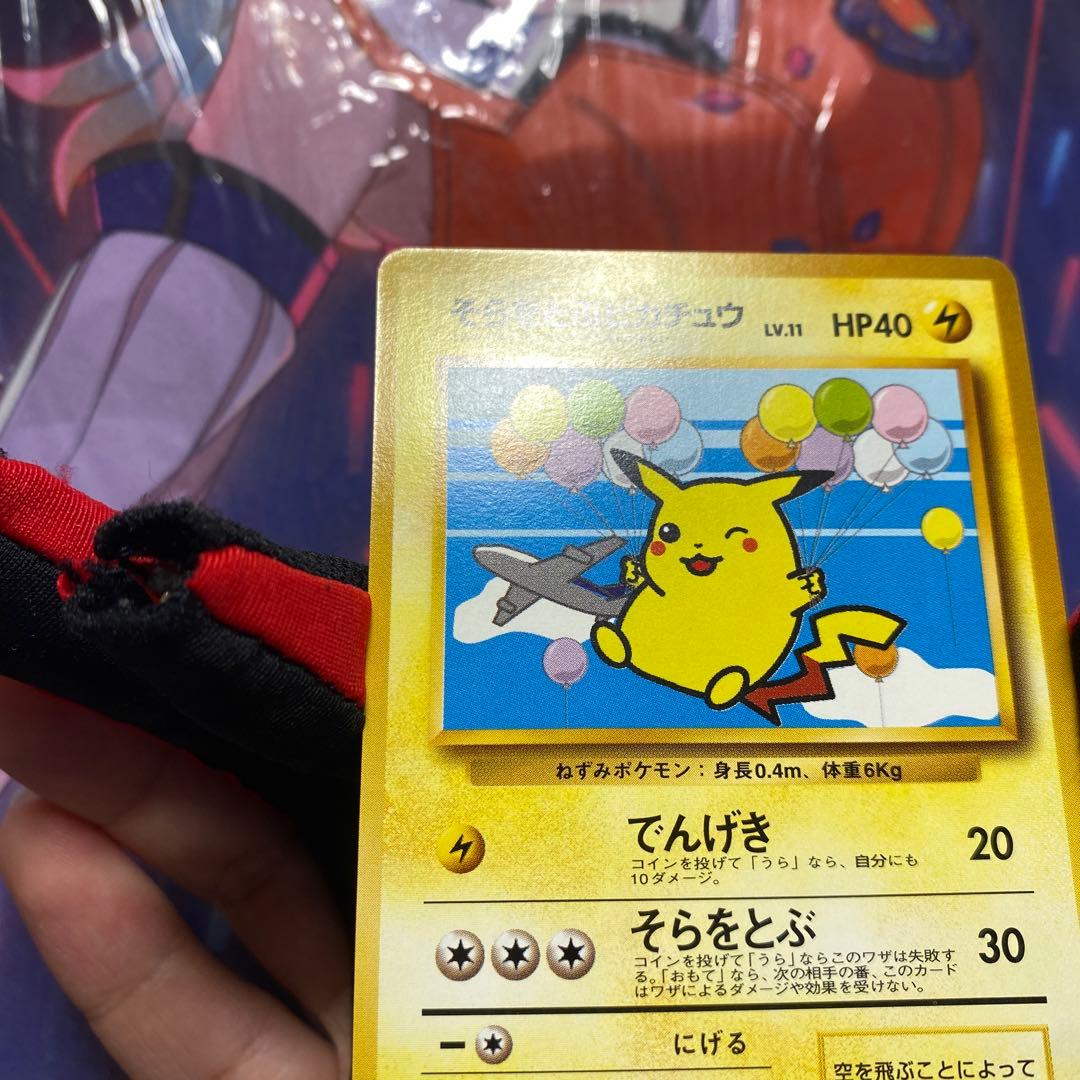 そらをとぶピカチュウ LV.11 HP40
ねずみポケモン：身長0.4m、体重6Kg
でんげき 20
コインを投げて「うら」なら、自分にも
10ダメージ。
そらをとぶ 30
コインを投げて「うら」ならこのワザは失敗す
る。「おもて」なら、次の相手の番、このカード
はワザによるダメージや効果を受けない。
にげる
空を飛ぶことによって